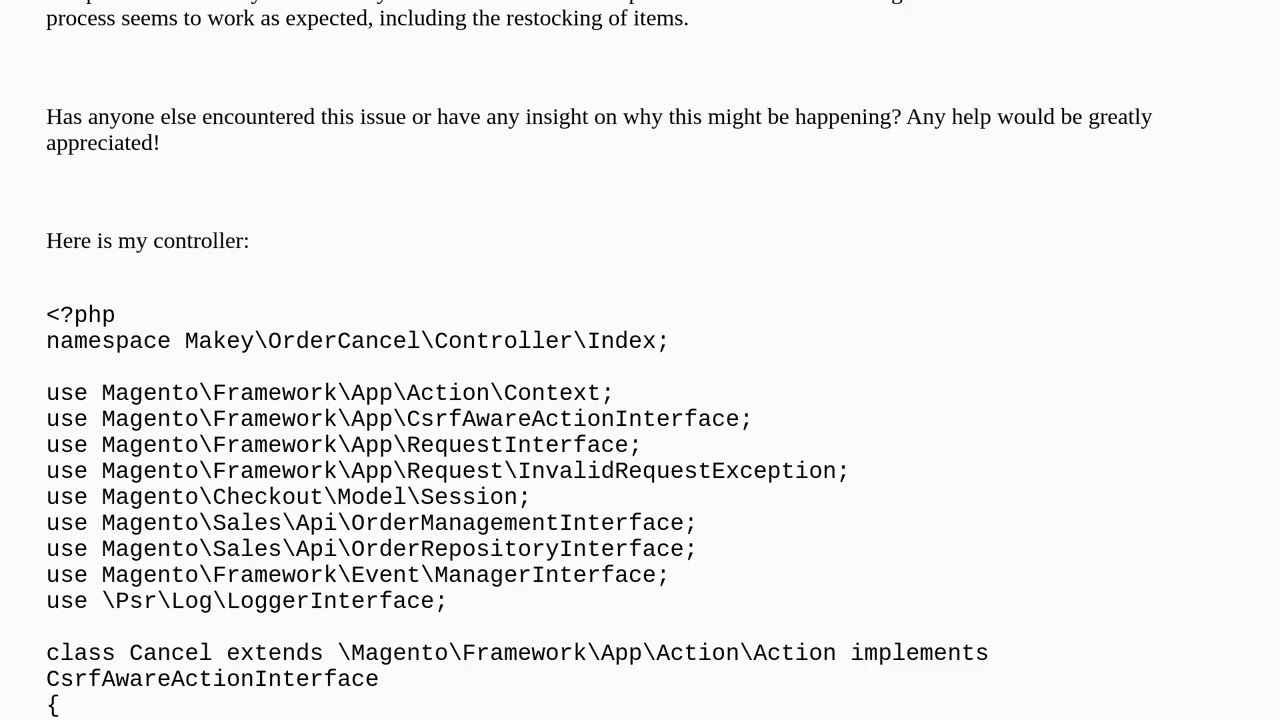 process seems to work as expected, including the restocking of items.
Has anyone else encountered this issue or have any insight on why this might be happening? Any help would be greatly
appreciated!
Here is my controller:
<?php
namespace Makey\OrderCancel\Controller\Index;
use Magento\Framework\App\Action\Context;
use Magento\Framework\App\CsrfAwareActionInterface;
use Magento\Framework\App\RequestInterface;
use Magento\Framework\App\Request\InvalidRequestException;
use Magento\Checkout\Model\Session;
use Magento\Sales\Api\OrderManagementInterface;
use Magento\Sales\Api\OrderRepositoryInterface;
use Magento\Framework\Event\ManagerInterface;
use \Psr\Log\LoggerInterface;
class Cancel extends \Magento\Framework\App\Action\Action implements
CsrfAwareActionInterface
{